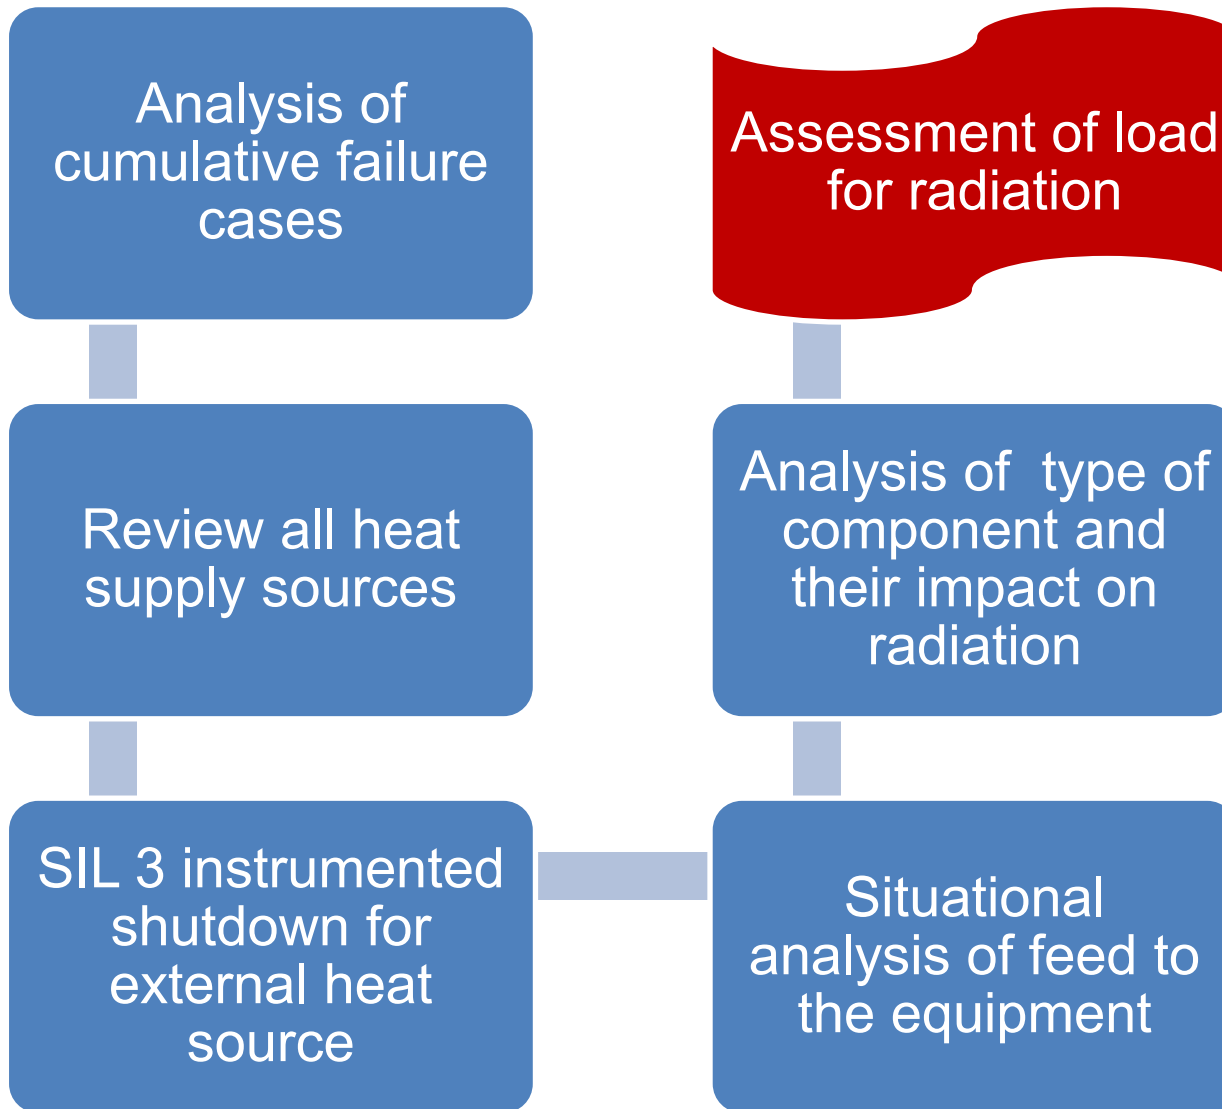 Analysis of
cumulative failure
cases
Review all heat
supply sources
SIL 3 instrumented
shutdown for
external heat
source
Situational
analysis of feed to
the equipment
Analysis of  type of
component and
their impact on
radiation
Assessment of load
for radiation